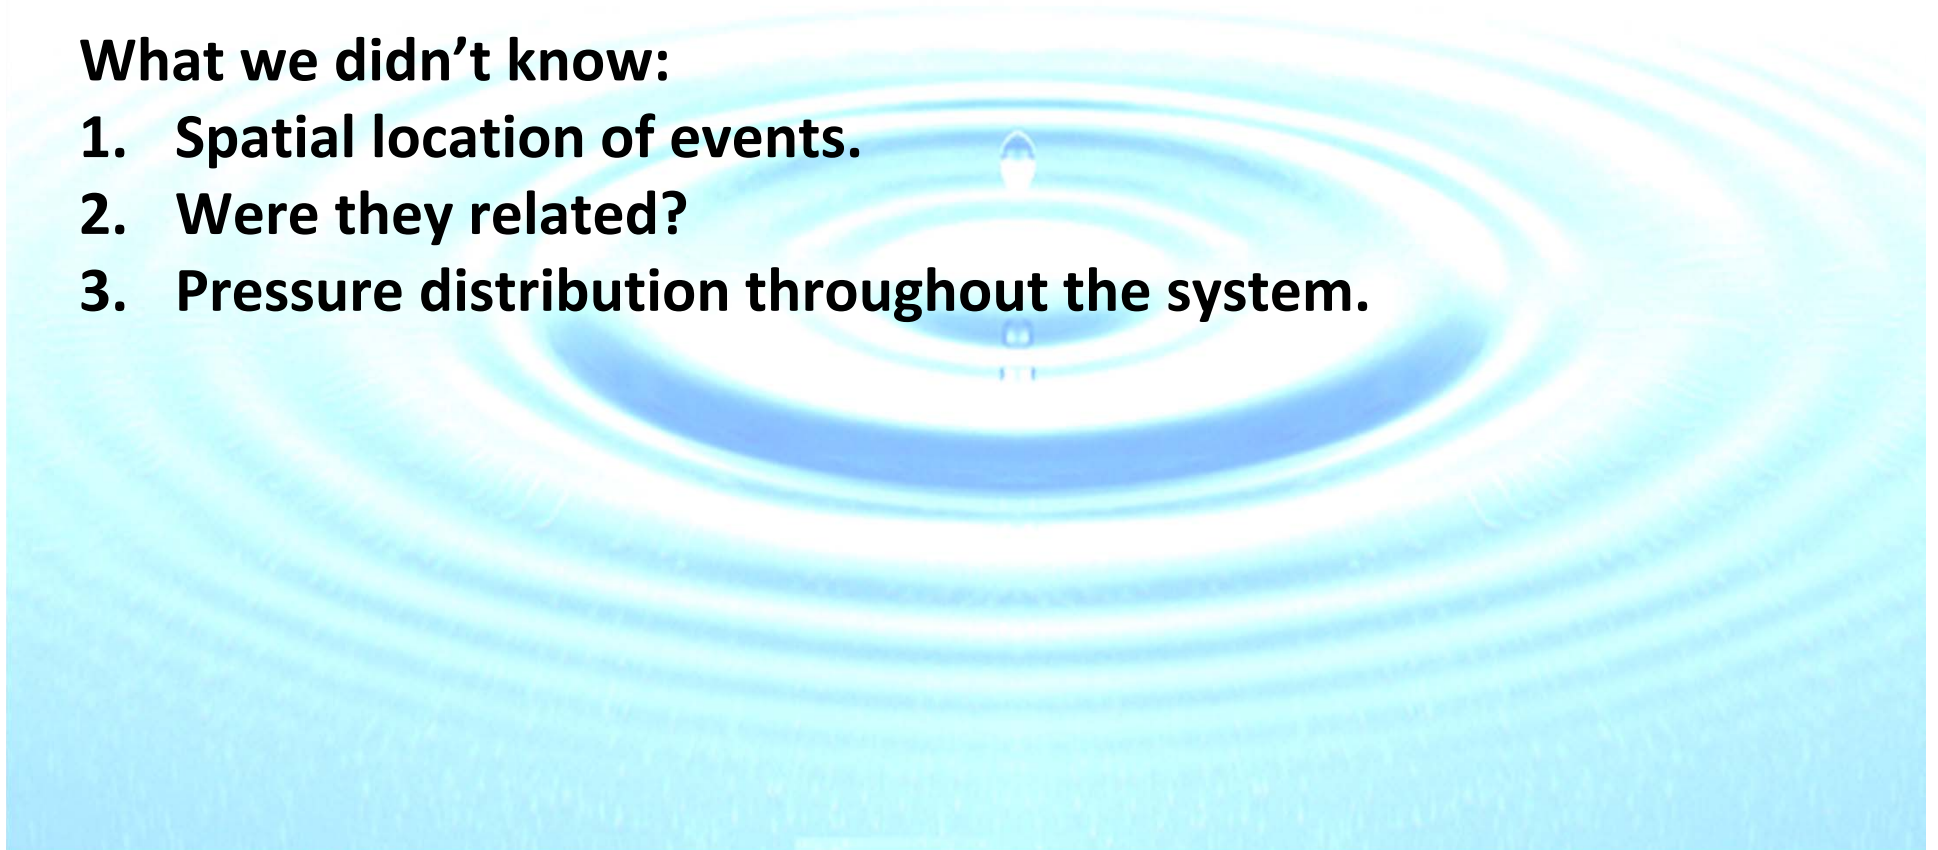 What we didn’t know:
1. Spatial location of events.
2. Were they related?
3. Pressure distribution throughout the system.